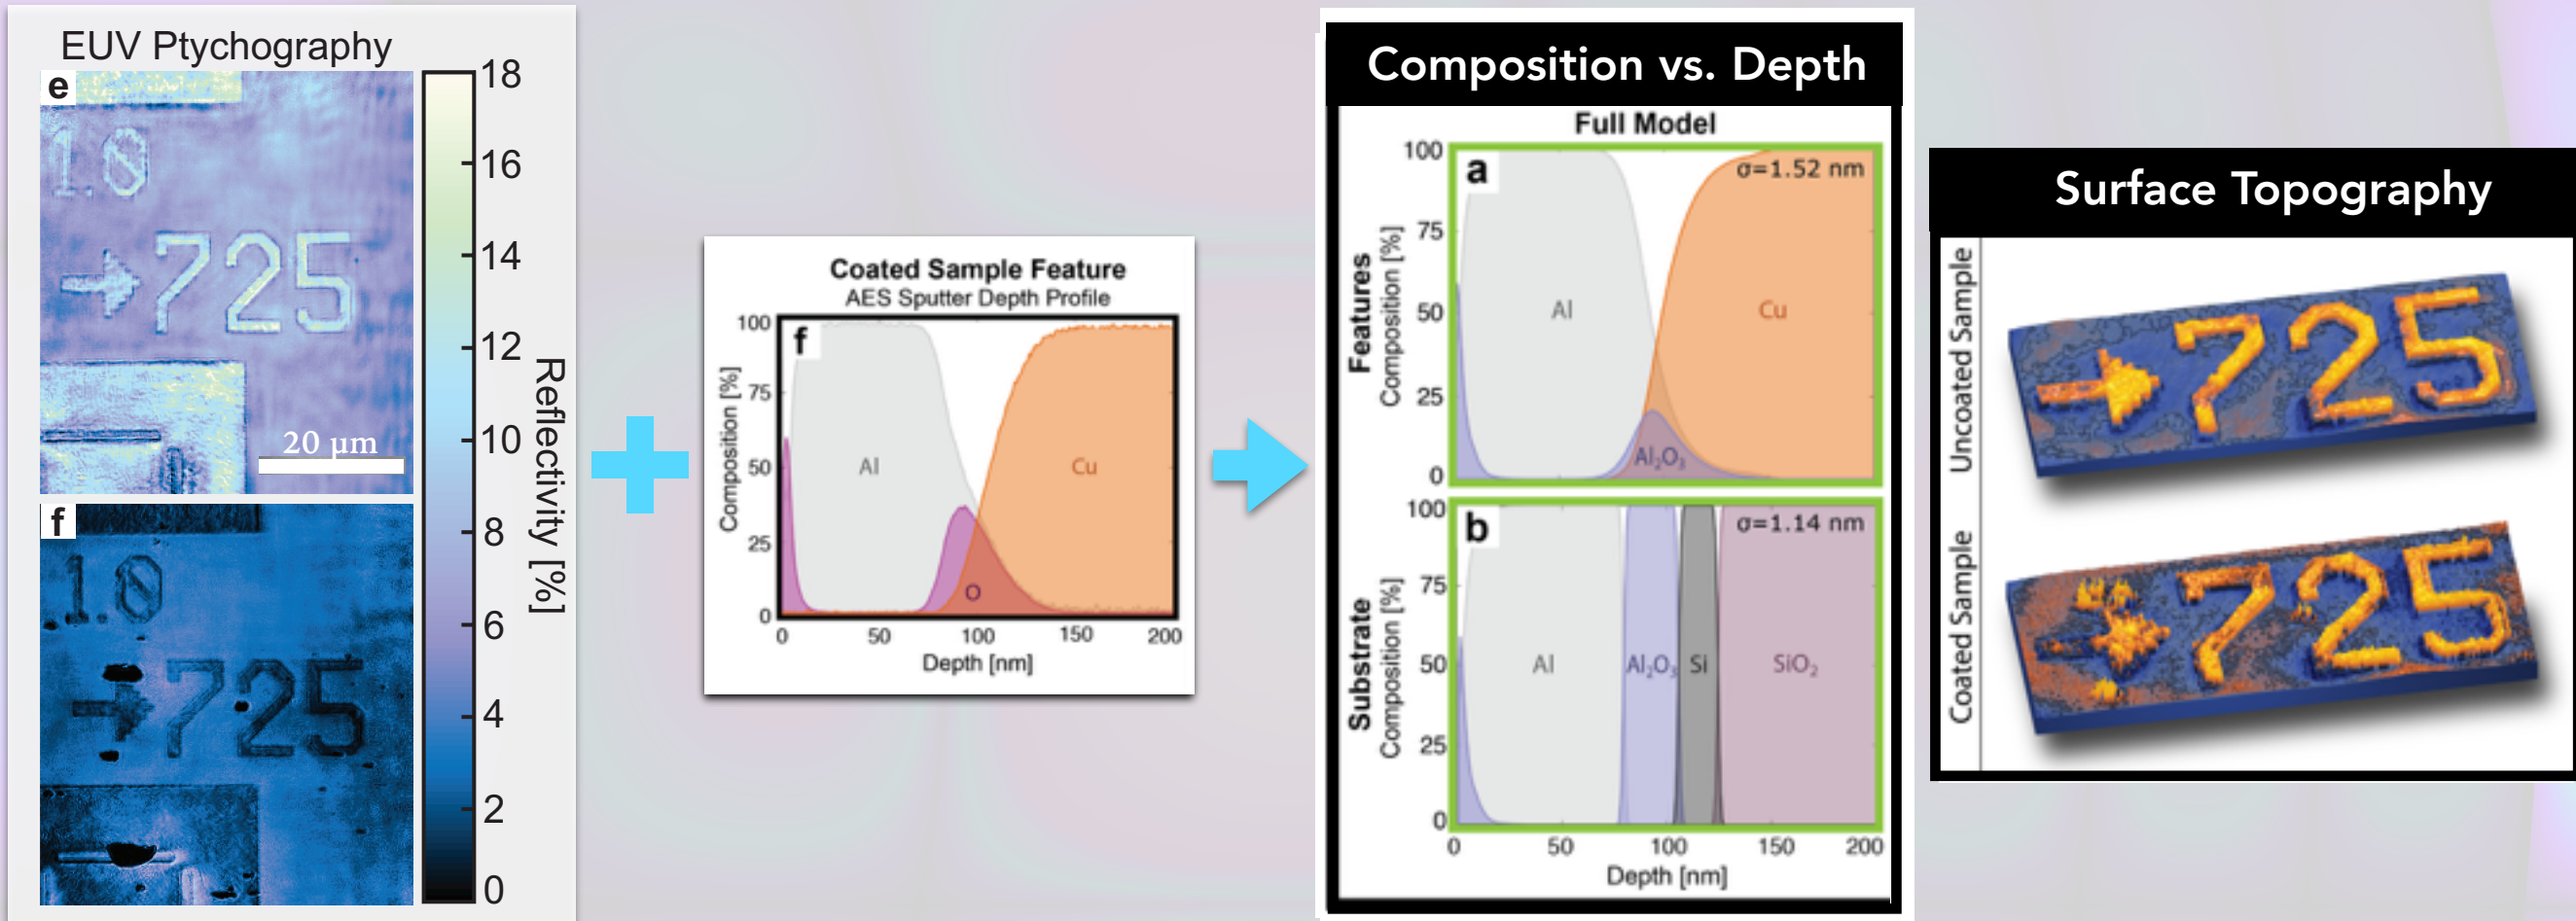 EUV Ptychography
e
1.0
725
20 µm
f
1.0
725
18
16
14
12
10
8
6
4
2
0
Reflectivity [%]
Coated Sample Feature
AES Sputter Depth Profile
f
Composition [%]
100
75
50
25
0
Al
Cu
O
0
50
100
150
200
Depth [nm]
Composition vs. Depth
Full Model
Features
Composition [%]
100
75
50
25
0
a
σ=1.52 nm
Al
Cu
Al₂O₃
Substrate
Composition [%]
100
75
50
25
0
b
σ=1.14 nm
Al
Al₂O₃
Si
SiO₂
0
50
100
150
200
Depth [nm]
Surface Topography
Uncoated Sample
725
Coated Sample
725